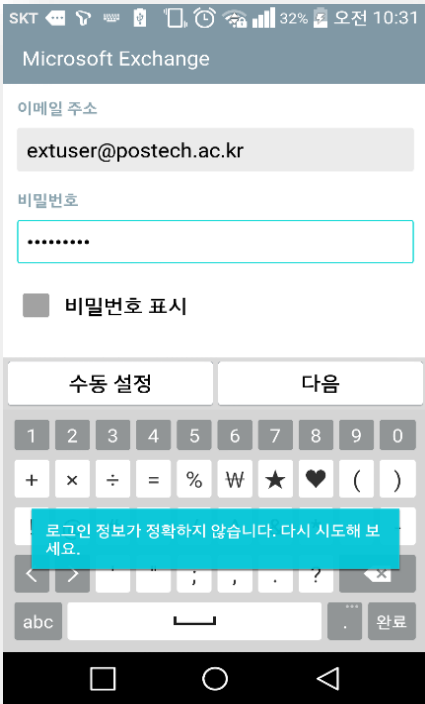 SKT 32% 오전 10:31
Microsoft Exchange
이메일 주소
extuser@postech.ac.kr
비밀번호
•••••••••
비밀번호 표시
수동 설정 다음
1 2 3 4 5 6 7 8 9 0
+ × ÷ = % ₩ ★ ♥ ( )
로그인 정보가 정확하지 않습니다. 다시 시도해 보
세요.
< > ' " ; , . ?
abc . 완료